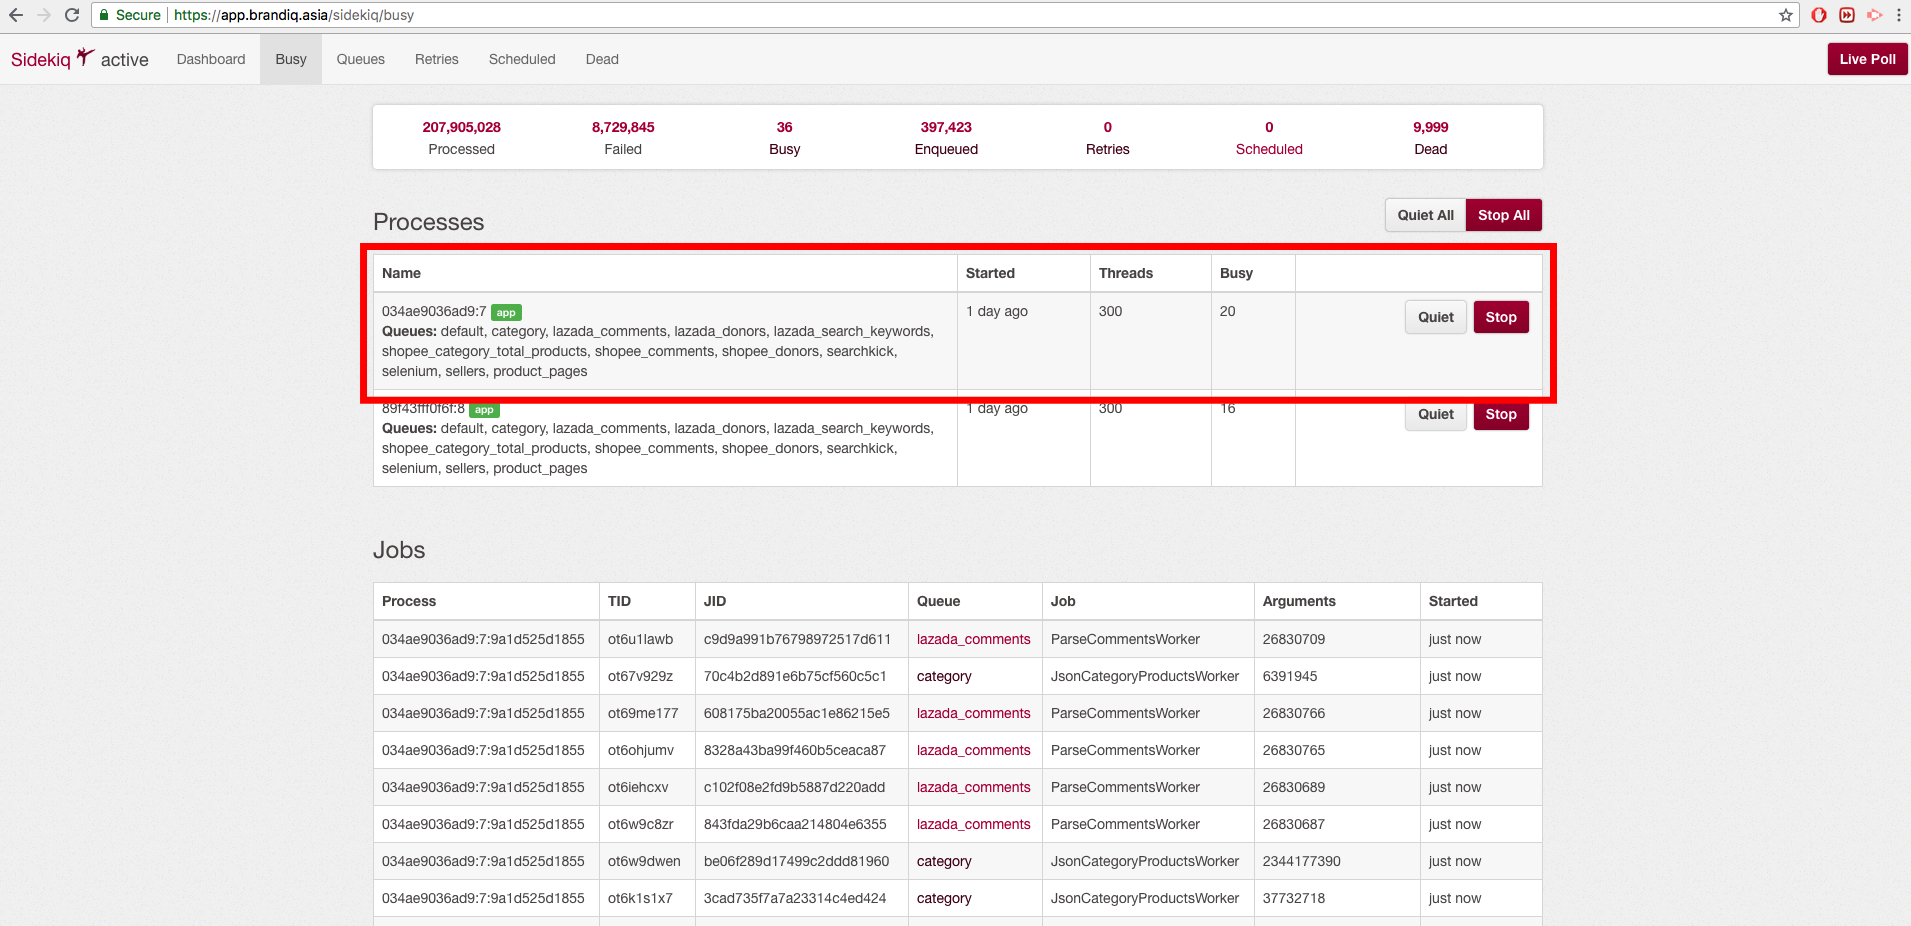 Secure https://app.brandiq.asia/sidekiq/busy
Sidekiq active Dashboard Busy Queues Retries Scheduled Dead Live Poll
207,905,028 8,729,845 36 397,423 0 0 9,999
Processed Failed Busy Enqueued Retries Scheduled Dead
Processes Quiet All Stop All
Name Started Threads Busy
034ae9036ad9:7 app 1 day ago 300 20 Quiet Stop
Queues: default, category, lazada_comments, lazada_donors, lazada_search_keywords,
shopee_category_total_products, shopee_comments, shopee_donors, searchkick,
selenium, sellers, product_pages
89f43fff0f6f:8 app 1 day ago 300 16 Quiet Stop
Queues: default, category, lazada_comments, lazada_donors, lazada_search_keywords,
shopee_category_total_products, shopee_comments, shopee_donors, searchkick,
selenium, sellers, product_pages
Jobs
Process TID JID Queue Job Arguments Started
034ae9036ad9:7:9a1d525d1855 ot6u1lawb c9d9a991b76798972517d611 lazada_comments ParseCommentsWorker 26830709 just now
034ae9036ad9:7:9a1d525d1855 ot67v929z 70c4b2d891e6b75cf560c5c1 category JsonCategoryProductsWorker 6391945 just now
034ae9036ad9:7:9a1d525d1855 ot69me177 608175ba20055ac1e86215e5 lazada_comments ParseCommentsWorker 26830766 just now
034ae9036ad9:7:9a1d525d1855 ot6ohjumv 8328a43ba99f460b5ceaca87 lazada_comments ParseCommentsWorker 26830765 just now
034ae9036ad9:7:9a1d525d1855 ot6iehcxv c102f08e2fd9b5887d220add lazada_comments ParseCommentsWorker 26830689 just now
034ae9036ad9:7:9a1d525d1855 ot6w9c8zr 843fda29b6caa214804e6355 lazada_comments ParseCommentsWorker 26830687 just now
034ae9036ad9:7:9a1d525d1855 ot6w9dwen be06f289d17499c2ddd81960 category JsonCategoryProductsWorker 2344177390 just now
034ae9036ad9:7:9a1d525d1855 ot6k1s1x7 3cad735f7a7a23314c4ed424 category JsonCategoryProductsWorker 37732718 just now